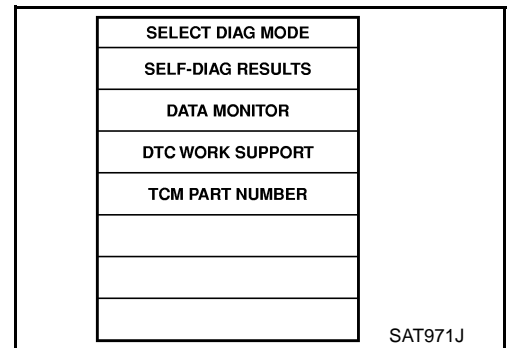 SELECT DIAG MODE
SELF-DIAG RESULTS
DATA MONITOR
DTC WORK SUPPORT
TCM PART NUMBER
SAT971J